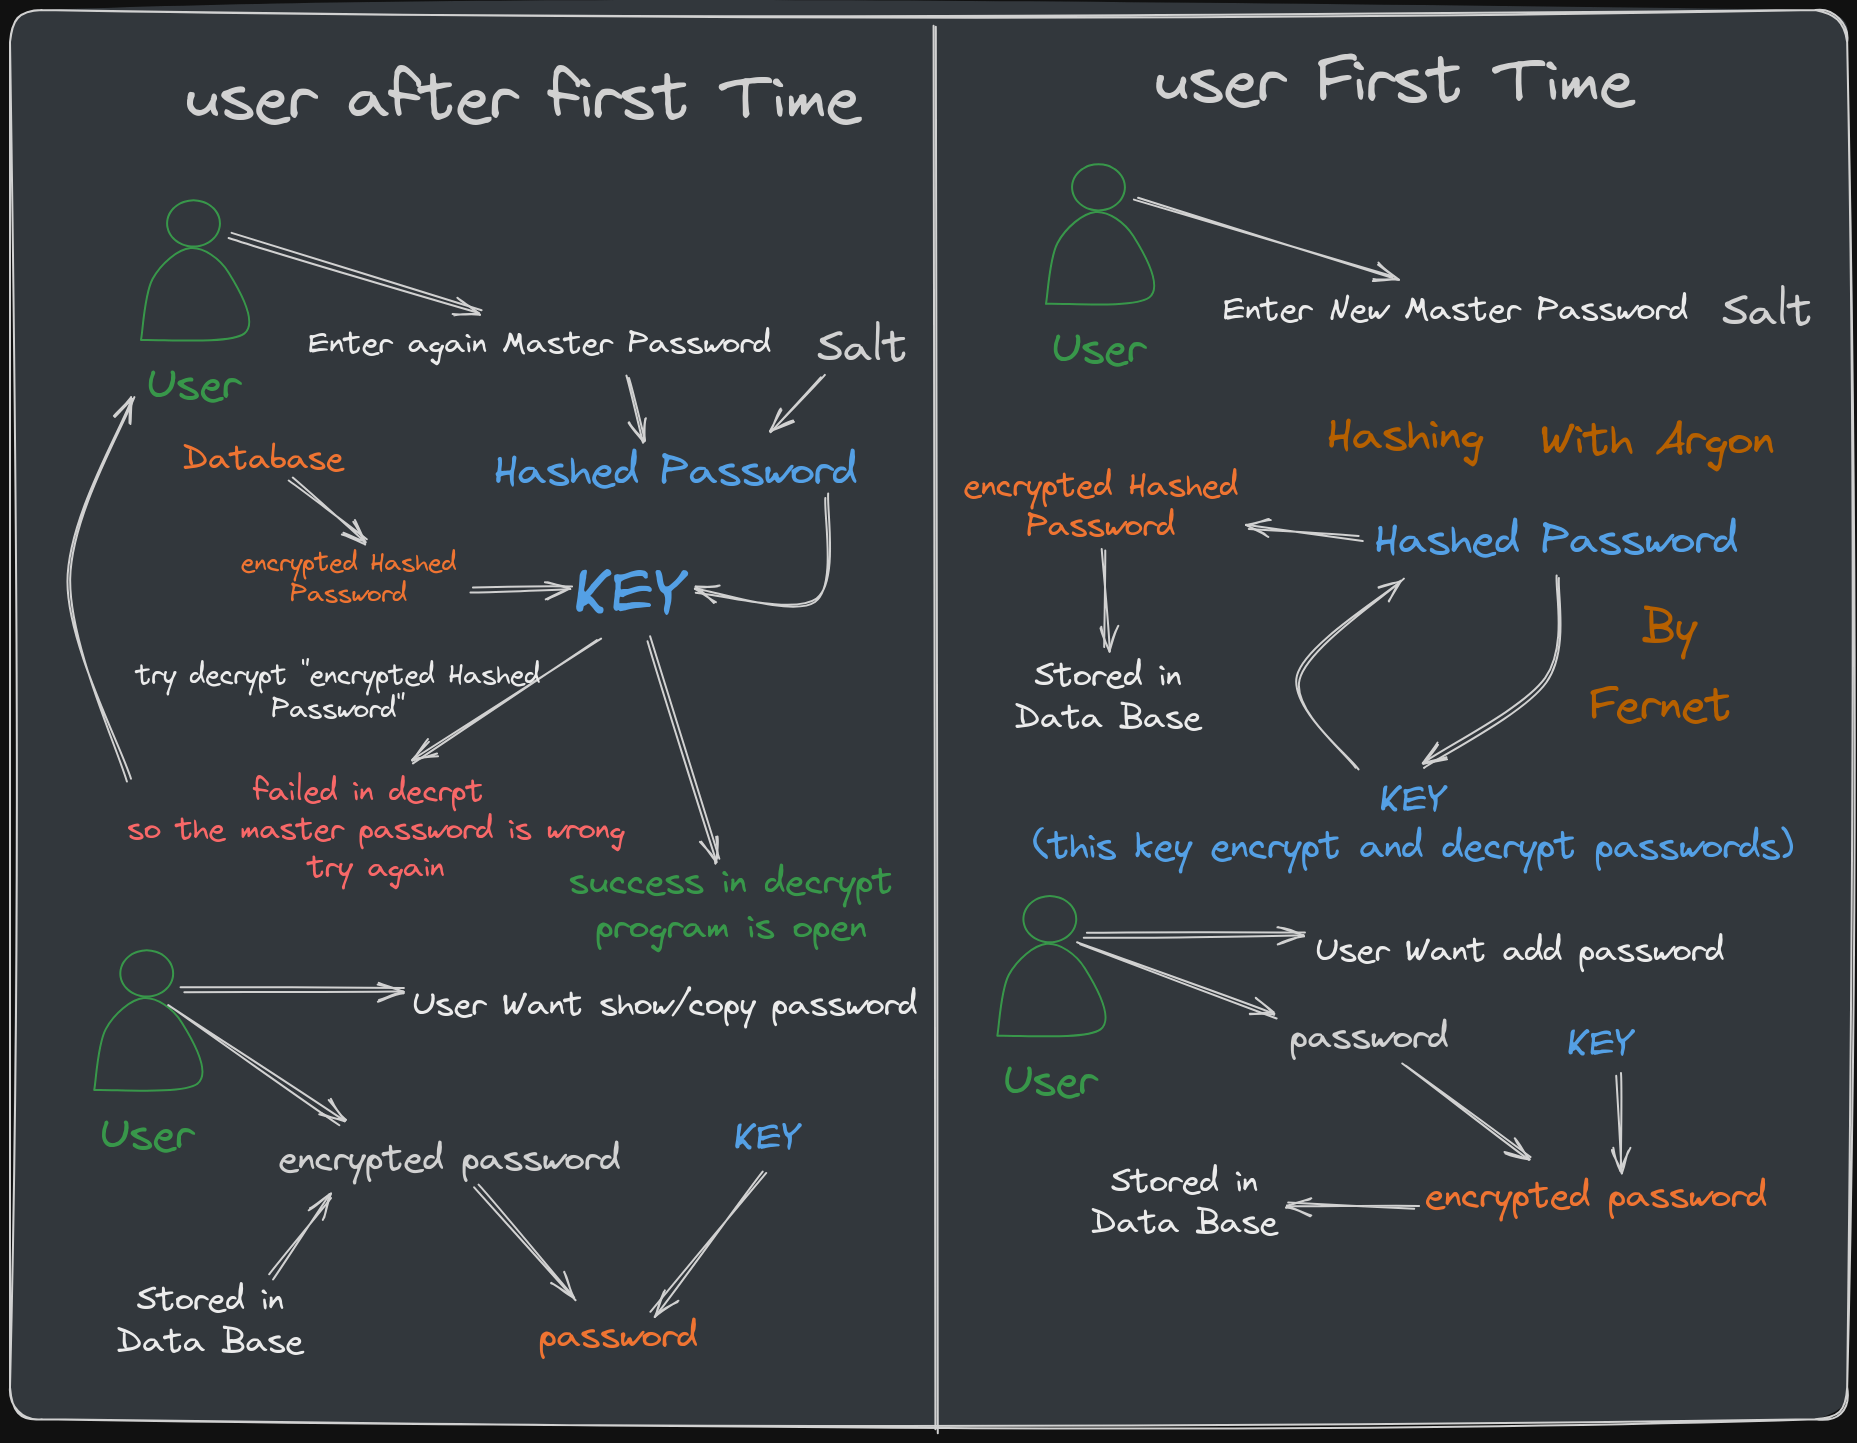 user after first Time
User
Enter again Master Password
Salt
Database
Hashed Password
encrypted Hashed
Password
KEY
try decrypt "encrypted Hashed
Password"
failed in decrpt
so the master password is wrong
try again
success in decrypt
program is open
User
User Want show/copy password
encrypted password
KEY
Stored in
Data Base
password
user First Time
User
Enter New Master Password
Salt
Hashing With Argon
encrypted Hashed
Password
Hashed Password
Stored in
Data Base
By
Fernet
KEY
(this key encrypt and decrypt passwords)
User
User Want add password
password
KEY
Stored in
Data Base
encrypted password